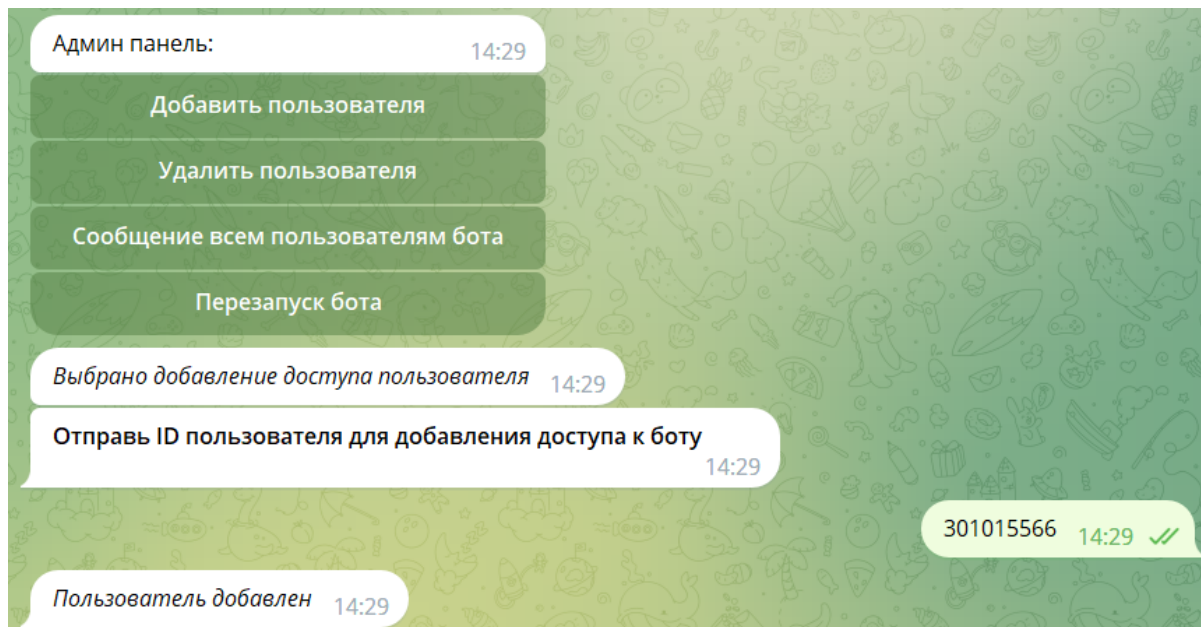 Админ панель:
14:29
Добавить пользователя
Удалить пользователя
Сообщение всем пользователям бота
Перезапуск бота
Выбрано добавление доступа пользователя 14:29
Отправь ID пользователя для добавления доступа к боту
14:29
301015566 14:29
Пользователь добавлен 14:29